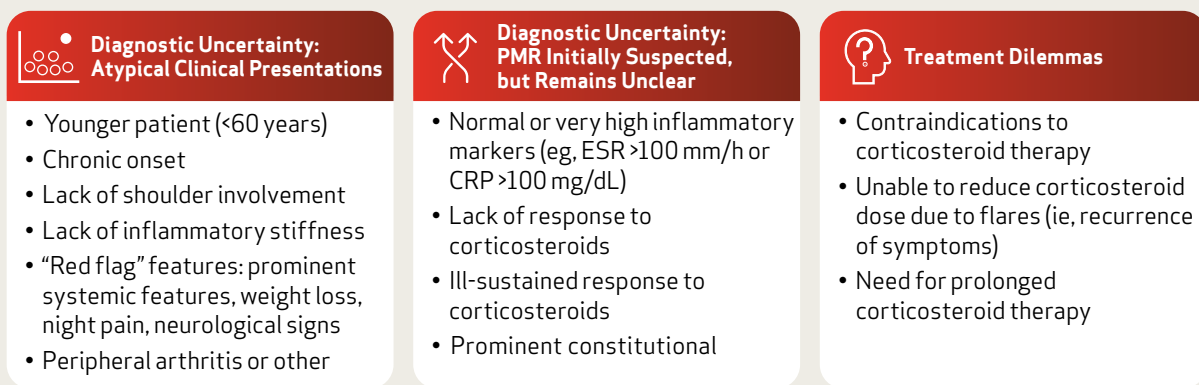 Diagnostic Uncertainty:
Atypical Clinical Presentations
• Younger patient (<60 years)
• Chronic onset
• Lack of shoulder involvement
• Lack of inflammatory stiffness
• “Red flag” features: prominent
systemic features, weight loss,
night pain, neurological signs
• Peripheral arthritis or other
Diagnostic Uncertainty:
PMR Initially Suspected,
but Remains Unclear
• Normal or very high inflammatory
markers (eg, ESR >100 mm/h or
CRP >100 mg/dL)
• Lack of response to
corticosteroids
• Ill-sustained response to
corticosteroids
• Prominent constitutional
?
Treatment Dilemmas
• Contraindications to
corticosteroid therapy
• Unable to reduce corticosteroid
dose due to flares (ie, recurrence
of symptoms)
• Need for prolonged
corticosteroid therapy